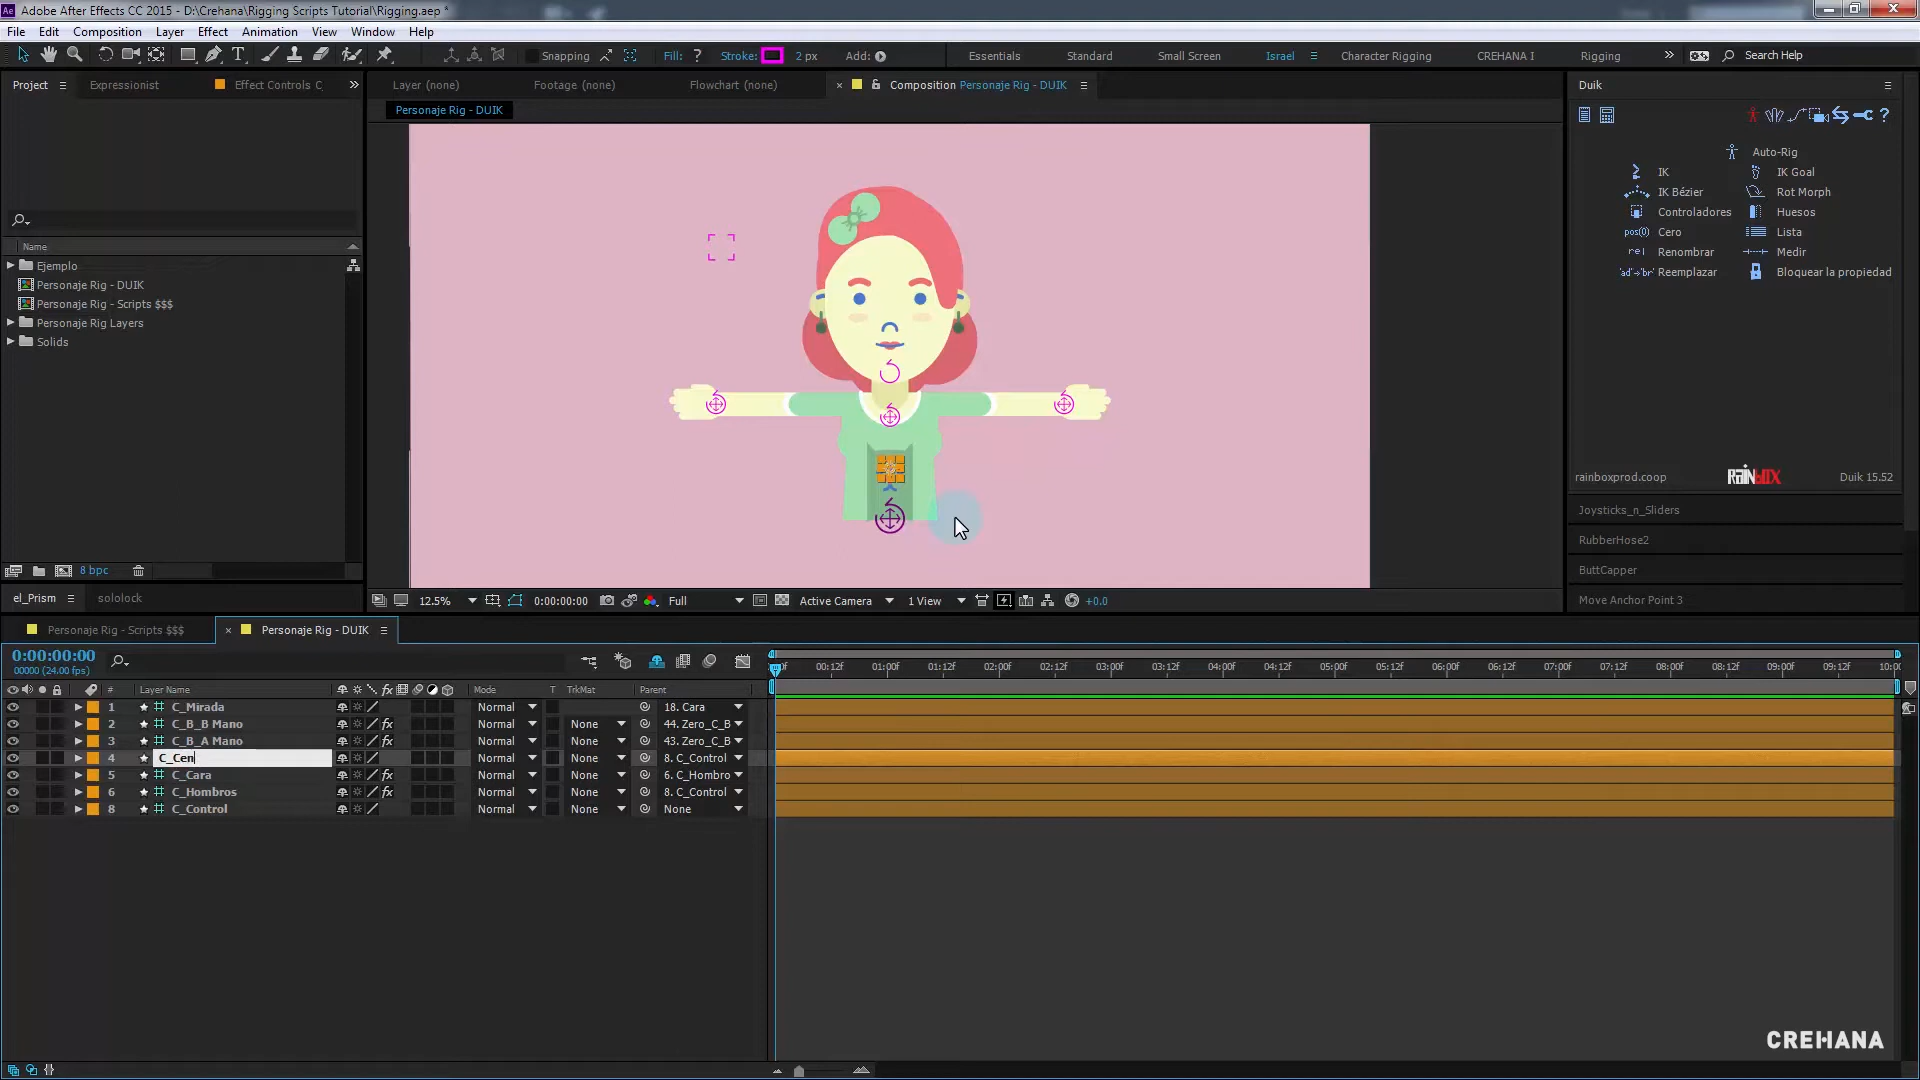 Adobe After Effects CC 2015 - D:\Crehana\Rigging Scripts Tutorial\Rigging.aep *
File Edit Composition Layer Effect Animation View Window Help
Snapping Fill: ? Stroke: 2 px Add: Essentials Standard Small Screen Israel Character Rigging CREHANA I Rigging Search Help
Project Expressionist Effect Controls C
Layer (none) Footage (none) Flowchart (none) Composition Personaje Rig - DUIK
Duik
Personaje Rig - DUIK
Auto-Rig
IK IK Goal
IK Bézier Rot Morph
Controladores Huesos
pos(0) Cero Lista
rel Renombrar Medir
'ad'->'br' Reemplazar Bloquear la propiedad
Name
Ejemplo
Personaje Rig - DUIK
Personaje Rig - Scripts $$$
Personaje Rig Layers
Solids
rainboxprod.coop RAINBOX Duik 15.52
Joysticks_n_Sliders
RubberHose2
ButtCapper
Move Anchor Point 3
8 bpc
el_Prism sololock
12.5% 0:00:00:00 Full Active Camera 1 View +0.0
Personaje Rig - Scripts $$$ Personaje Rig - DUIK
0:00:00:00
00000 (24.00 fps)
00:12f 01:00f 01:12f 02:00f 02:12f 03:00f 03:12f 04:00f 04:12f 05:00f 05:12f 06:00f 06:12f 07:00f 07:12f 08:00f 08:12f 09:00f 09:12f
# Layer Name fx Mode T TrkMat Parent
1 C_Mirada Normal 18. Cara
2 C_B_B Mano fx Normal None 44. Zero_C_B
3 C_B_A Mano fx Normal None 43. Zero_C_B
4 C_Cen Normal None 8. C_Control
5 C_Cara fx Normal None 6. C_Hombro
6 C_Hombros fx Normal None 8. C_Control
8 C_Control Normal None None
CREHANA